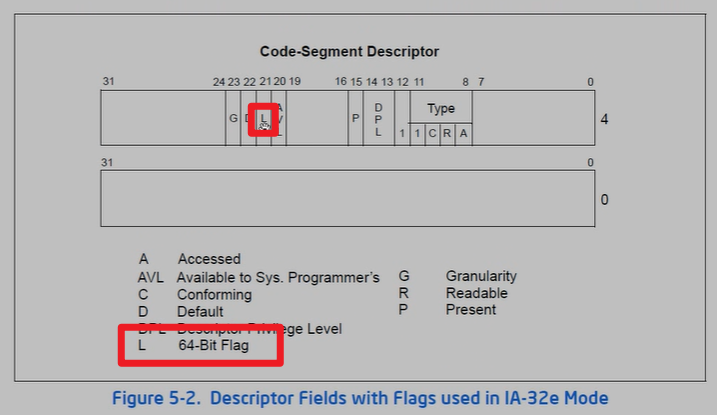 Code-Segment Descriptor
31 24 23 22 21 20 19 16 15 14 13 12 11 8 7 0
G D L AVL P DPL 1 Type 1 C R A 4
31 0
0
A Accessed
AVL Available to Sys. Programmer's
C Conforming
D Default
DPL Descriptor Privilege Level
L 64-Bit Flag
G Granularity
R Readable
P Present
Figure 5-2. Descriptor Fields with Flags used in IA-32e Mode